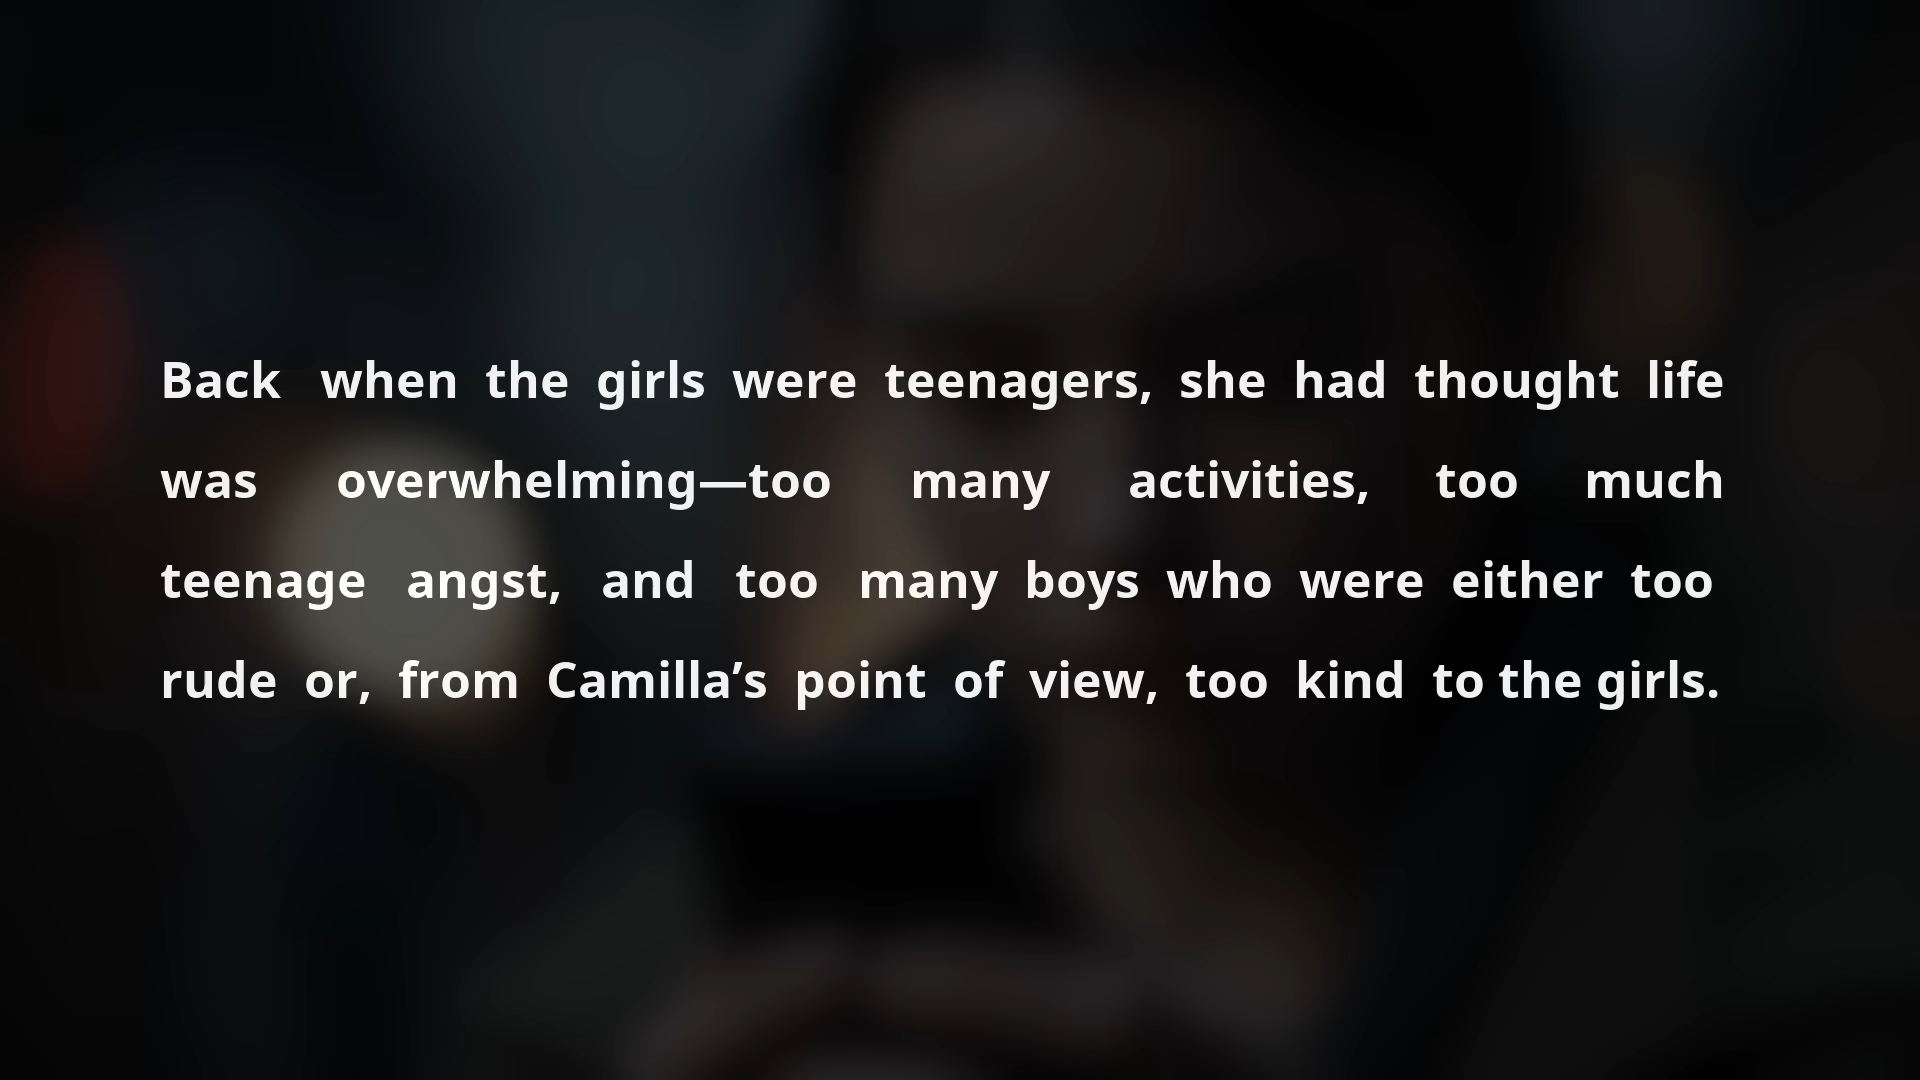 Back when the girls were teenagers, she had thought life
was overwhelming—too many activities, too much
teenage angst, and too many boys who were either too
rude or, from Camilla’s point of view, too kind to the girls.